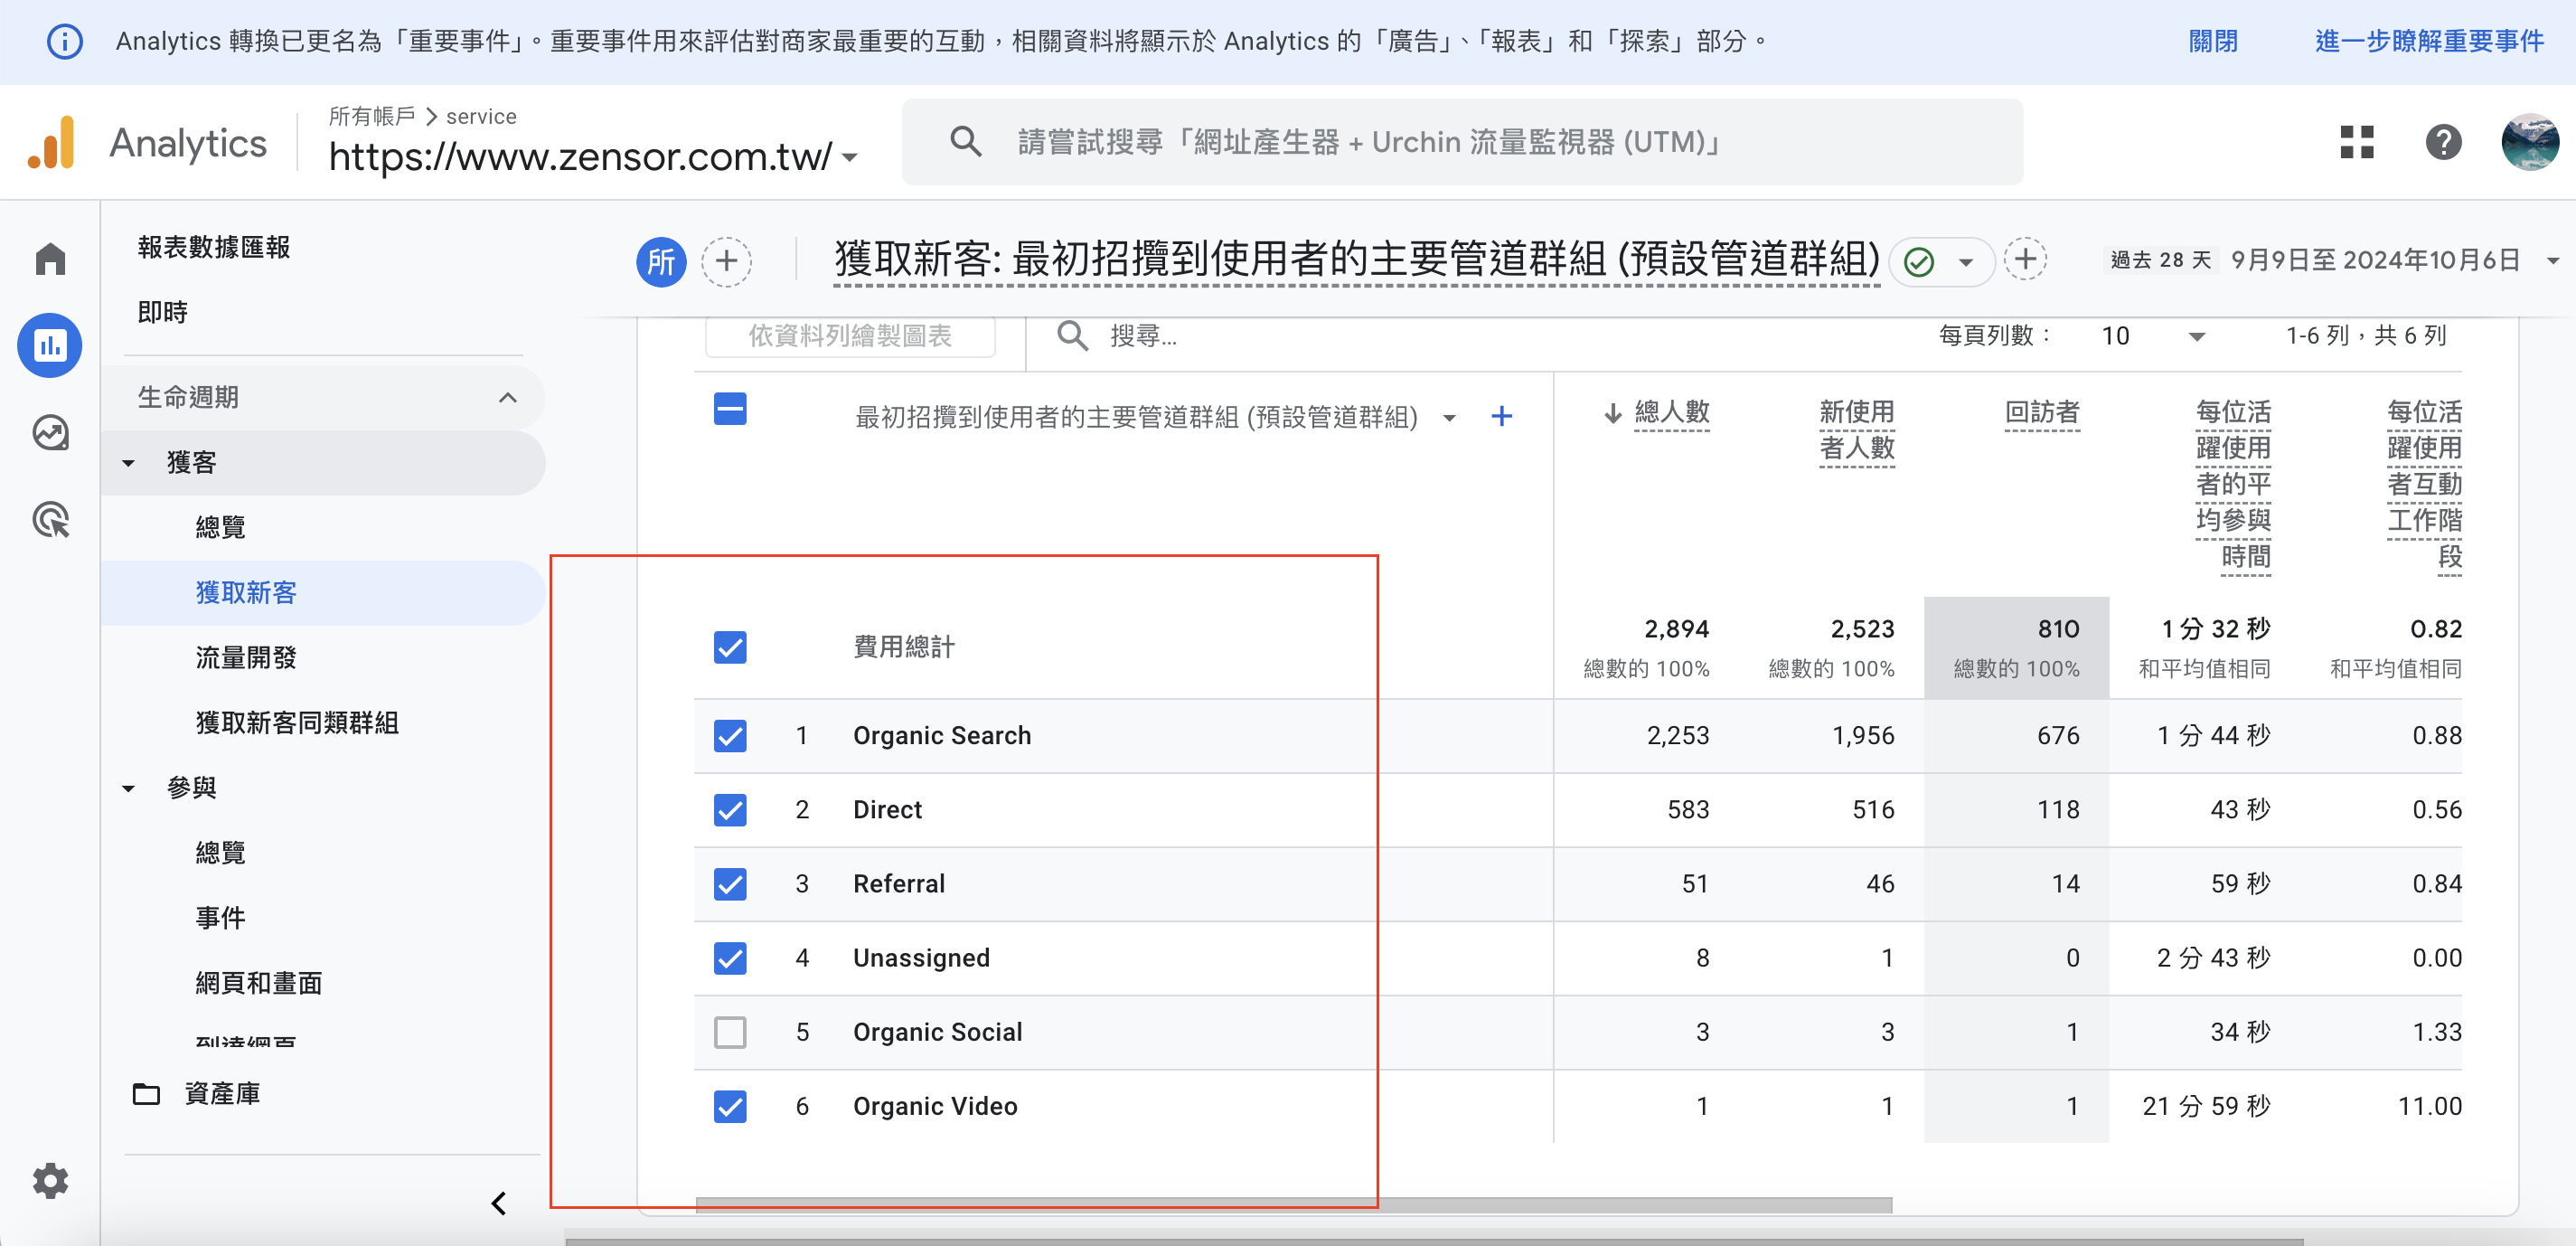 Analytics 轉換已更名為「重要事件」。重要事件用來評估對商家最重要的互動，相關資料將顯示於 Analytics 的「廣告」、「報表」和「探索」部分。 關閉 進一步瞭解重要事件
Analytics
所有帳戶 > service
https://www.zensor.com.tw/
請嘗試搜尋「網址產生器 + Urchin 流量監視器 (UTM)」
報表數據匯報
即時
生命週期
獲客
總覽
獲取新客
流量開發
獲取新客同類群組
參與
總覽
事件
網頁和畫面
到達網頁
資產庫
所
獲取新客: 最初招攬到使用者的主要管道群組 (預設管道群組)
過去 28 天 9月9日至 2024年10月6日
依資料列繪製圖表 搜尋... 每頁列數： 10 1-6 列，共 6 列
最初招攬到使用者的主要管道群組 (預設管道群組) + ↓ 總人數
新使用
者人數
回訪者
每位活
躍使用
者的平
均參與
時間
每位活
躍使用
者互動
工作階
段
費用總計 2,894 2,523 810 1 分 32 秒 0.82
總數的 100% 總數的 100% 總數的 100% 和平均值相同 和平均值相同
1 Organic Search 2,253 1,956 676 1 分 44 秒 0.88
2 Direct 583 516 118 43 秒 0.56
3 Referral 51 46 14 59 秒 0.84
4 Unassigned 8 1 0 2 分 43 秒 0.00
5 Organic Social 3 3 1 34 秒 1.33
6 Organic Video 1 1 1 21 分 59 秒 11.00